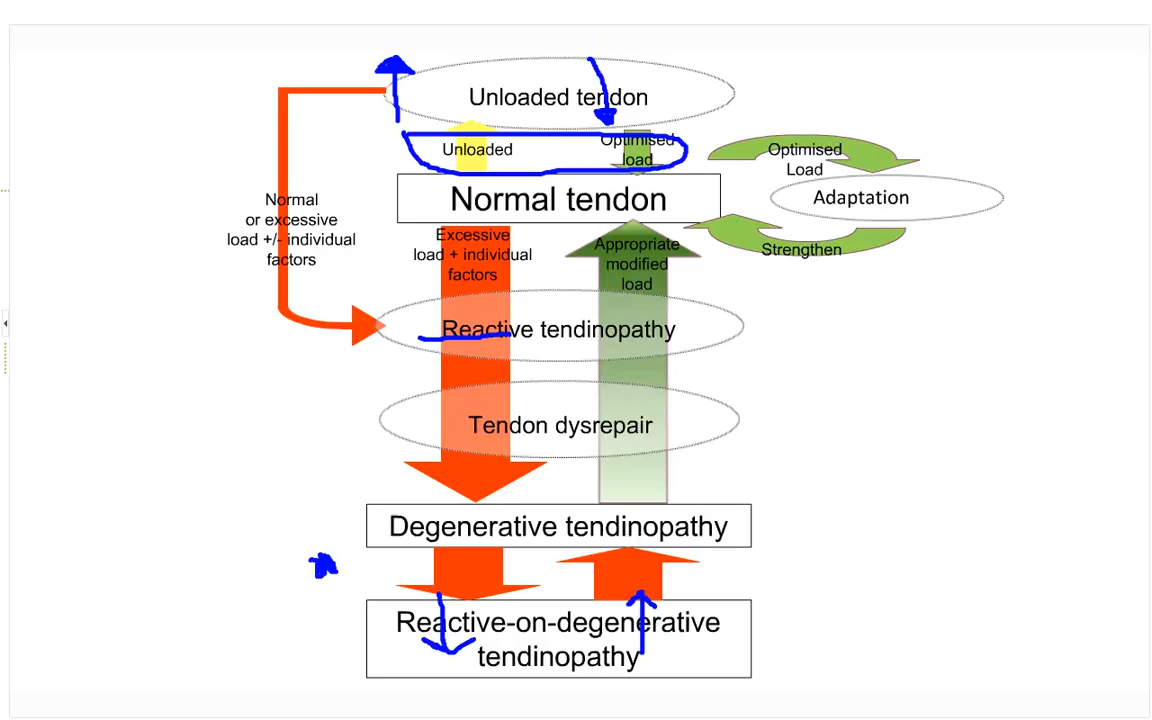 Unloaded tendon
Unloaded
Optimised
load
Optimised
Load
Normal tendon
Adaptation
Strengthen
Normal
or excessive
load +/- individual
factors
Excessive
load + individual
factors
Appropriate
modified
load
Reactive tendinopathy
Tendon dysrepair
Degenerative tendinopathy
Reactive-on-degenerative
tendinopathy